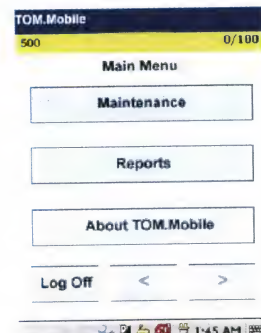 TOM.Mobile
500 0/100
Main Menu
Maintenance
Reports
About TOM.Mobile
Log Off < >
1:45 AM